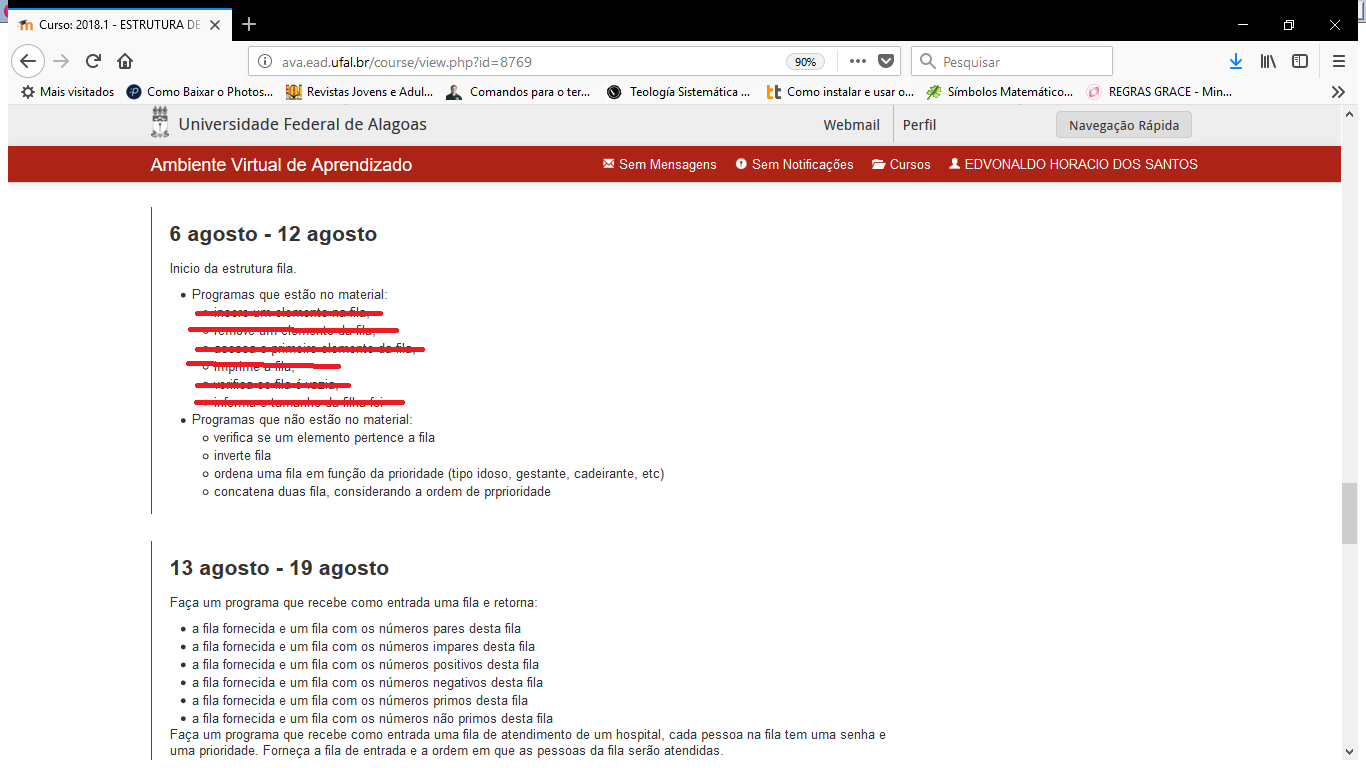 Curso: 2018.1 - ESTRUTURA DE
ava.ead.ufal.br/course/view.php?id=8769
90%
Pesquisar
Mais visitados
Como Baixar o Photos...
Revistas Jovens e Adul...
Comandos para o ter...
Teología Sistemática ...
Como instalar e usar o...
Símbolos Matemático...
REGRAS GRACE - Min...
Universidade Federal de Alagoas
Webmail
Perfil
Navegação Rápida
Ambiente Virtual de Aprendizado
Sem Mensagens
Sem Notificações
Cursos
EDVONALDO HORACIO DOS SANTOS
6 agosto - 12 agosto
Inicio da estrutura fila.
Programas que estão no material:
insere um elemento na fila,
remove um elemento da fila,
acessa o primeiro elemento da fila,
imprime a fila,
verifica se fila é vazia,
informa o tamanho da filha foi
Programas que não estão no material:
verifica se um elemento pertence a fila
inverte fila
ordena uma fila em função da prioridade (tipo idoso, gestante, cadeirante, etc)
concatena duas fila, considerando a ordem de prprioridade
13 agosto - 19 agosto
Faça um programa que recebe como entrada uma fila e retorna:
a fila fornecida e um fila com os números pares desta fila
a fila fornecida e um fila com os números impares desta fila
a fila fornecida e um fila com os números positivos desta fila
a fila fornecida e um fila com os números negativos desta fila
a fila fornecida e um fila com os números primos desta fila
a fila fornecida e um fila com os números não primos desta fila
Faça um programa que recebe como entrada uma fila de atendimento de um hospital, cada pessoa na fila tem uma senha e
uma prioridade. Forneça a fila de entrada e a ordem em que as pessoas da fila serão atendidas.